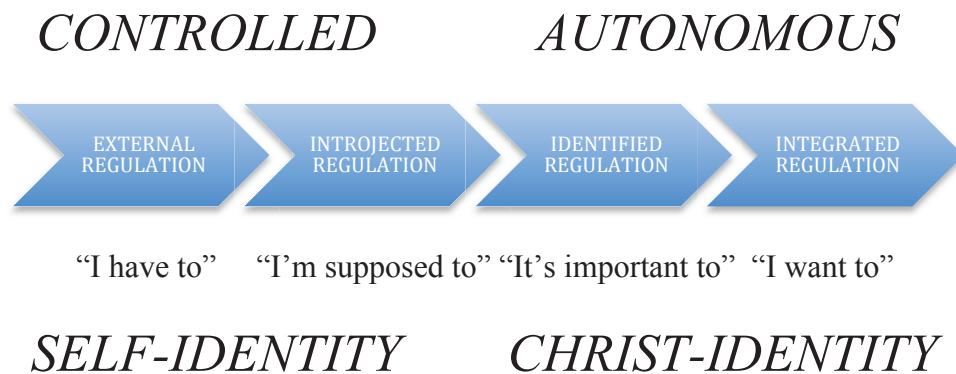 CONTROLLED AUTONOMOUS
EXTERNAL REGULATION
INTROJECTED REGULATION
IDENTIFIED REGULATION
INTEGRATED REGULATION
“I have to” “I’m supposed to” “It’s important to” “I want to”
SELF-IDENTITY CHRIST-IDENTITY